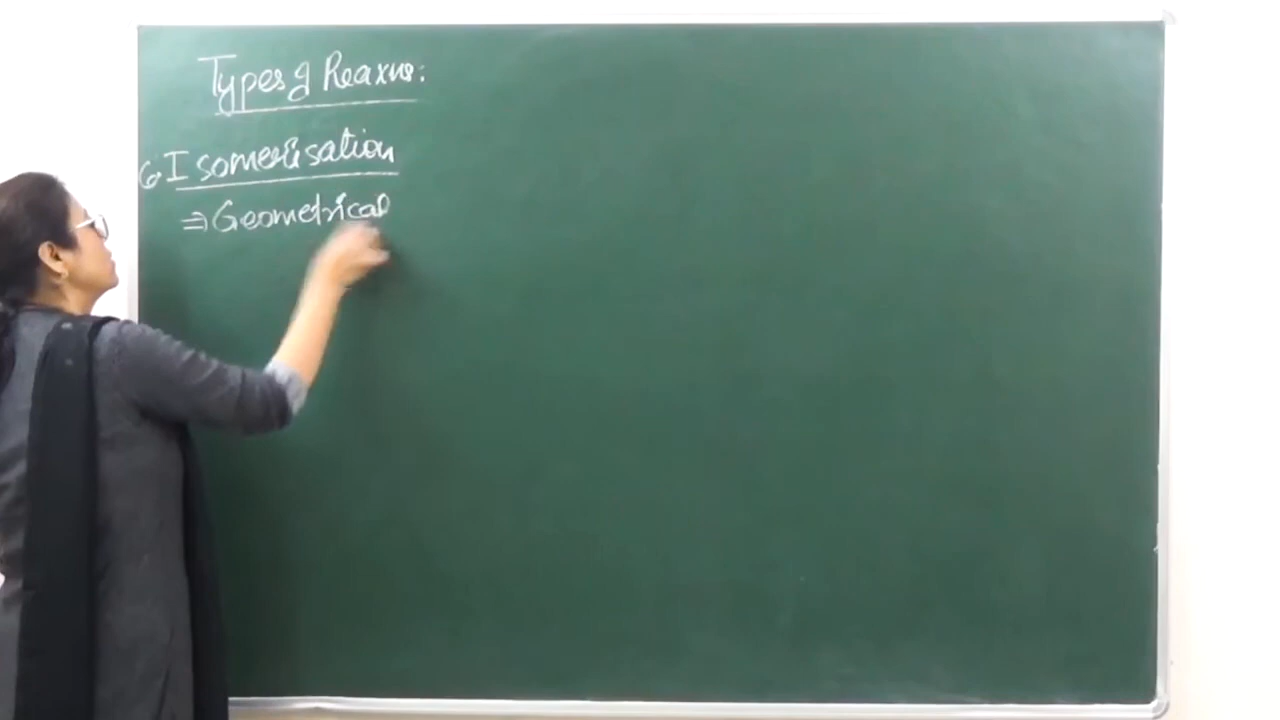 Types of Reaxns:
6. Isomerisation
⇒ Geometrical